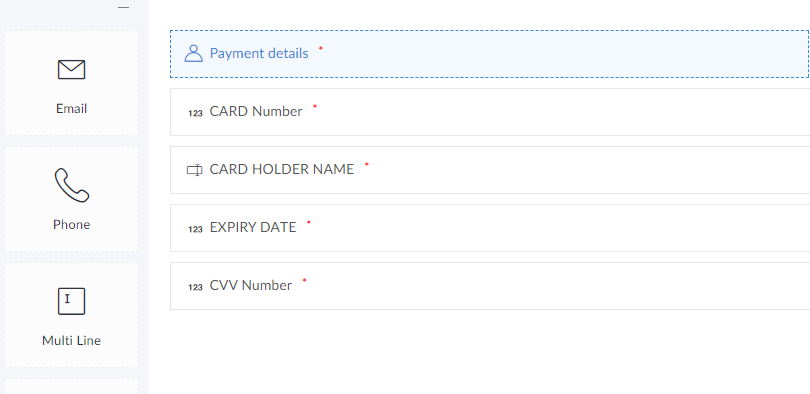 Email
Phone
I
Multi Line
Payment details *
123 CARD Number *
CARD HOLDER NAME *
123 EXPIRY DATE *
123 CVV Number *